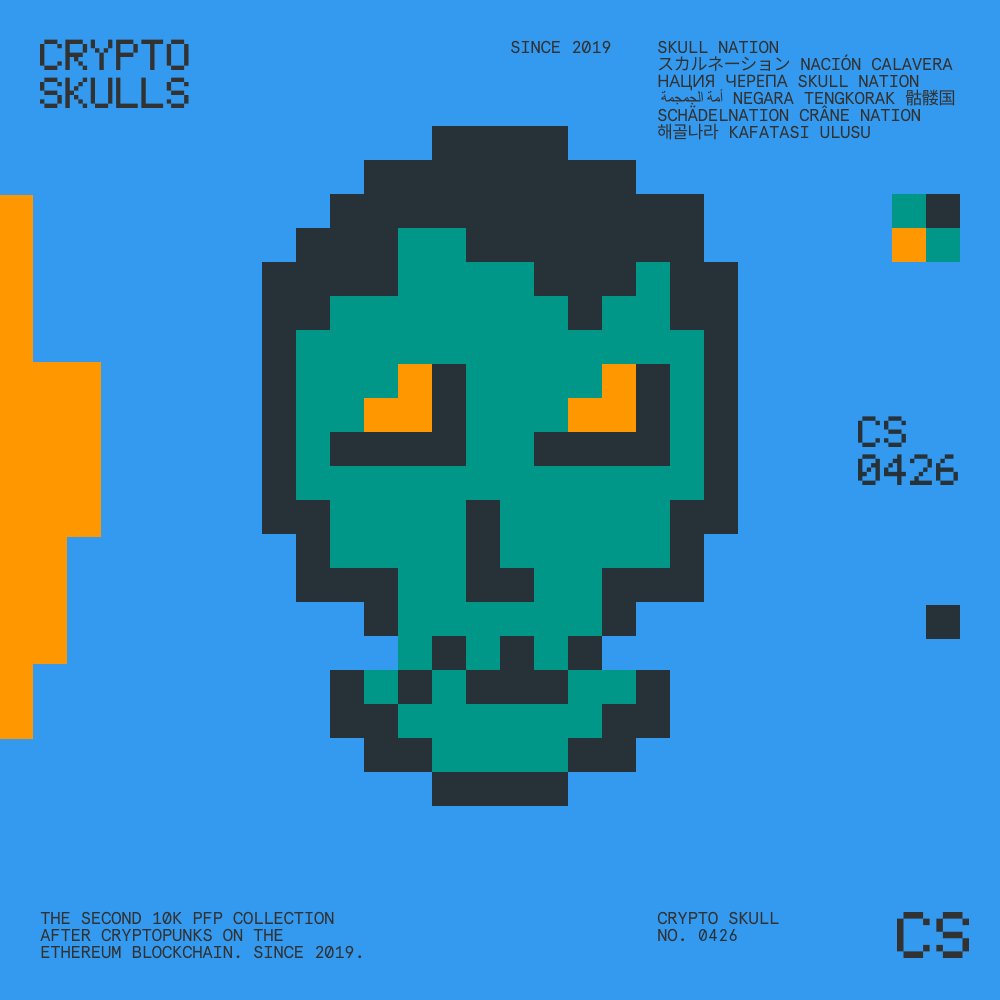 CRYPTO
SKULLS
SINCE 2019
SKULL NATION
スカルネーション NACIÓN CALAVERA
НАЦИЯ ЧЕРЕПА SKULL NATION
أمة الجمجمة NEGARA TENGKORAK 骷髅国
SCHÄDELNATION CRÂNE NATION
해골나라 KAFATASI ULUSU
CS
0426
THE SECOND 10K PFP COLLECTION
AFTER CRYPTOPUNKS ON THE
ETHEREUM BLOCKCHAIN. SINCE 2019.
CRYPTO SKULL
NO. 0426
CS